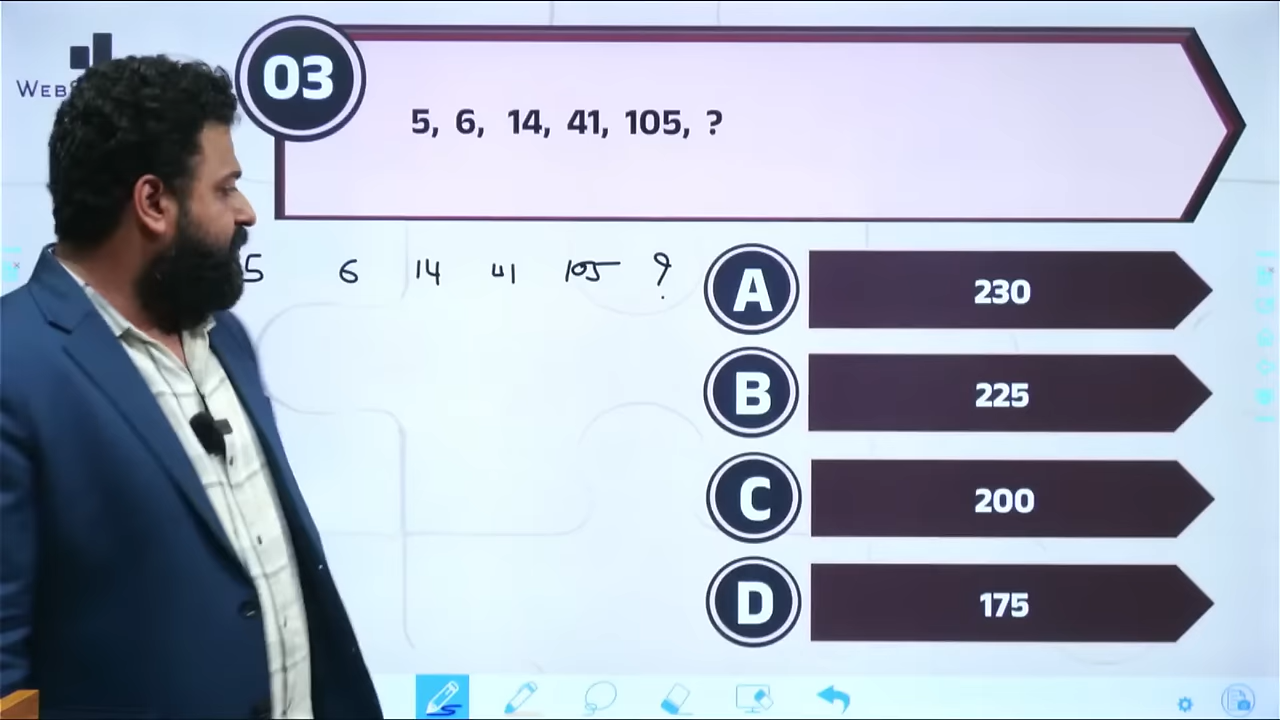 03
5, 6, 14, 41, 105, ?
5 6 14 41 105 ?
A 230
B 225
C 200
D 175